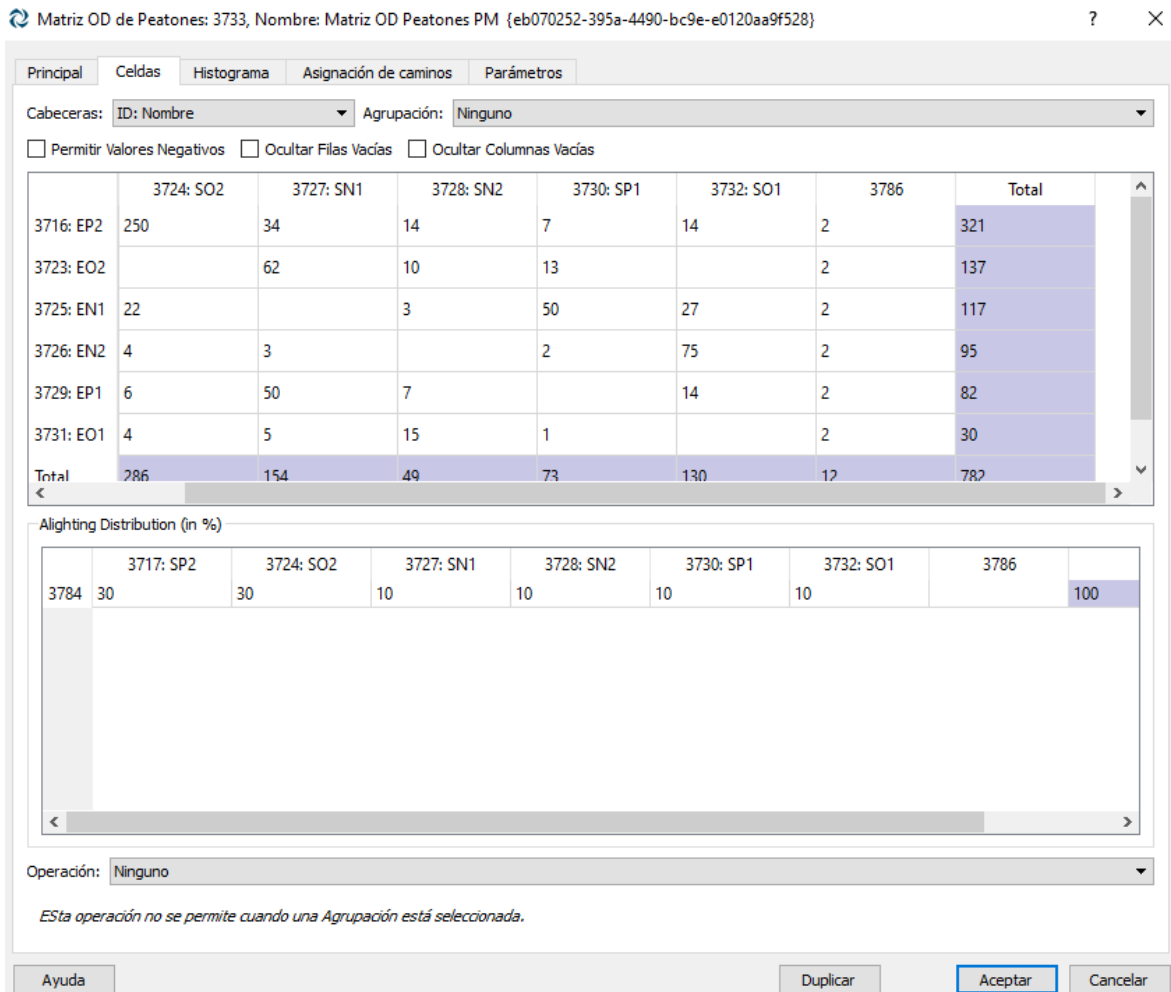 Matriz OD de Peatones: 3733, Nombre: Matriz OD Peatones PM {eb070252-395a-4490-bc9e-e0120aa9f528} ? ×
Principal Celdas Histograma Asignación de caminos Parámetros
Cabeceras: ID: Nombre Agrupación: Ninguno
Permitir Valores Negativos Ocultar Filas Vacías Ocultar Columnas Vacías
3724: SO2 3727: SN1 3728: SN2 3730: SP1 3732: SO1 3786 Total
3716: EP2 250 34 14 7 14 2 321
3723: EO2 62 10 13 2 137
3725: EN1 22 3 50 27 2 117
3726: EN2 4 3 2 75 2 95
3729: EP1 6 50 7 14 2 82
3731: EO1 4 5 15 1 2 30
Total 286 154 49 73 130 12 782
Alighting Distribution (in %)
3717: SP2 3724: SO2 3727: SN1 3728: SN2 3730: SP1 3732: SO1 3786
3784 30 30 10 10 10 10 100
Operación: Ninguno
ESta operación no se permite cuando una Agrupación está seleccionada.
Ayuda Duplicar Aceptar Cancelar